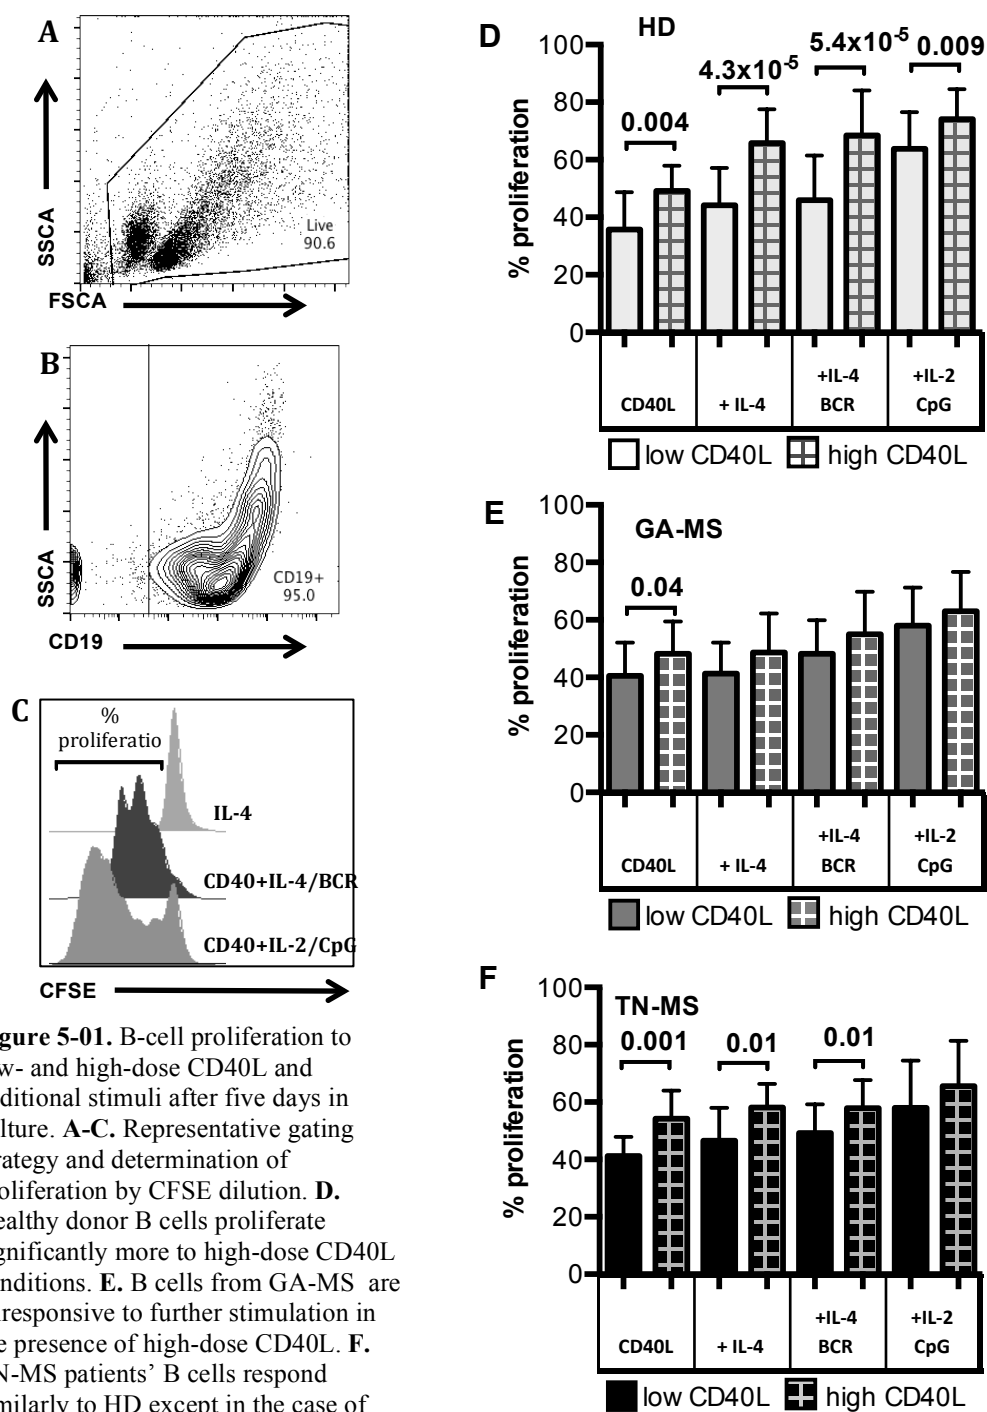 A
SSCA
Live
90.6
FSCA
B
SSCA
CD19+
95.0
CD19
C
%
proliferatio
IL-4
CD40+IL-4/BCR
CD40+IL-2/CpG
CFSE
gure 5-01. B-cell proliferation to
w- and high-dose CD40L and
ditional stimuli after five days in
lture. A-C. Representative gating
rategy and determination of
oliferation by CFSE dilution. D.
ealthy donor B cells proliferate
gnificantly more to high-dose CD40L
onditions. E. B cells from GA-MS are
responsive to further stimulation in
e presence of high-dose CD40L. F.
N-MS patients' B cells respond
milarly to HD except in the case of
D
HD
% proliferation
100
80
60
40
20
0
0.004
4.3x10-5
5.4x10-5
0.009
CD40L
+ IL-4
+IL-4
BCR
+IL-2
CpG
low CD40L high CD40L
E
GA-MS
% proliferation
100
80
60
40
20
0
0.04
CD40L
+ IL-4
+IL-4
BCR
+IL-2
CpG
low CD40L high CD40L
F
TN-MS
% proliferation
100
80
60
40
20
0
0.001
0.01
0.01
CD40L
+ IL-4
+IL-4
BCR
+IL-2
CpG
low CD40L high CD40L